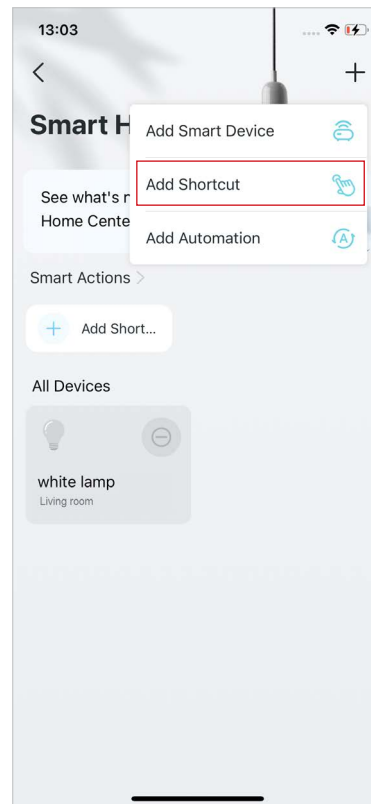 13:03
Smart H
Add Smart Device
Add Shortcut
Add Automation
See what's
Home Cente
Smart Actions >
Add Short...
All Devices
white lamp
Living room